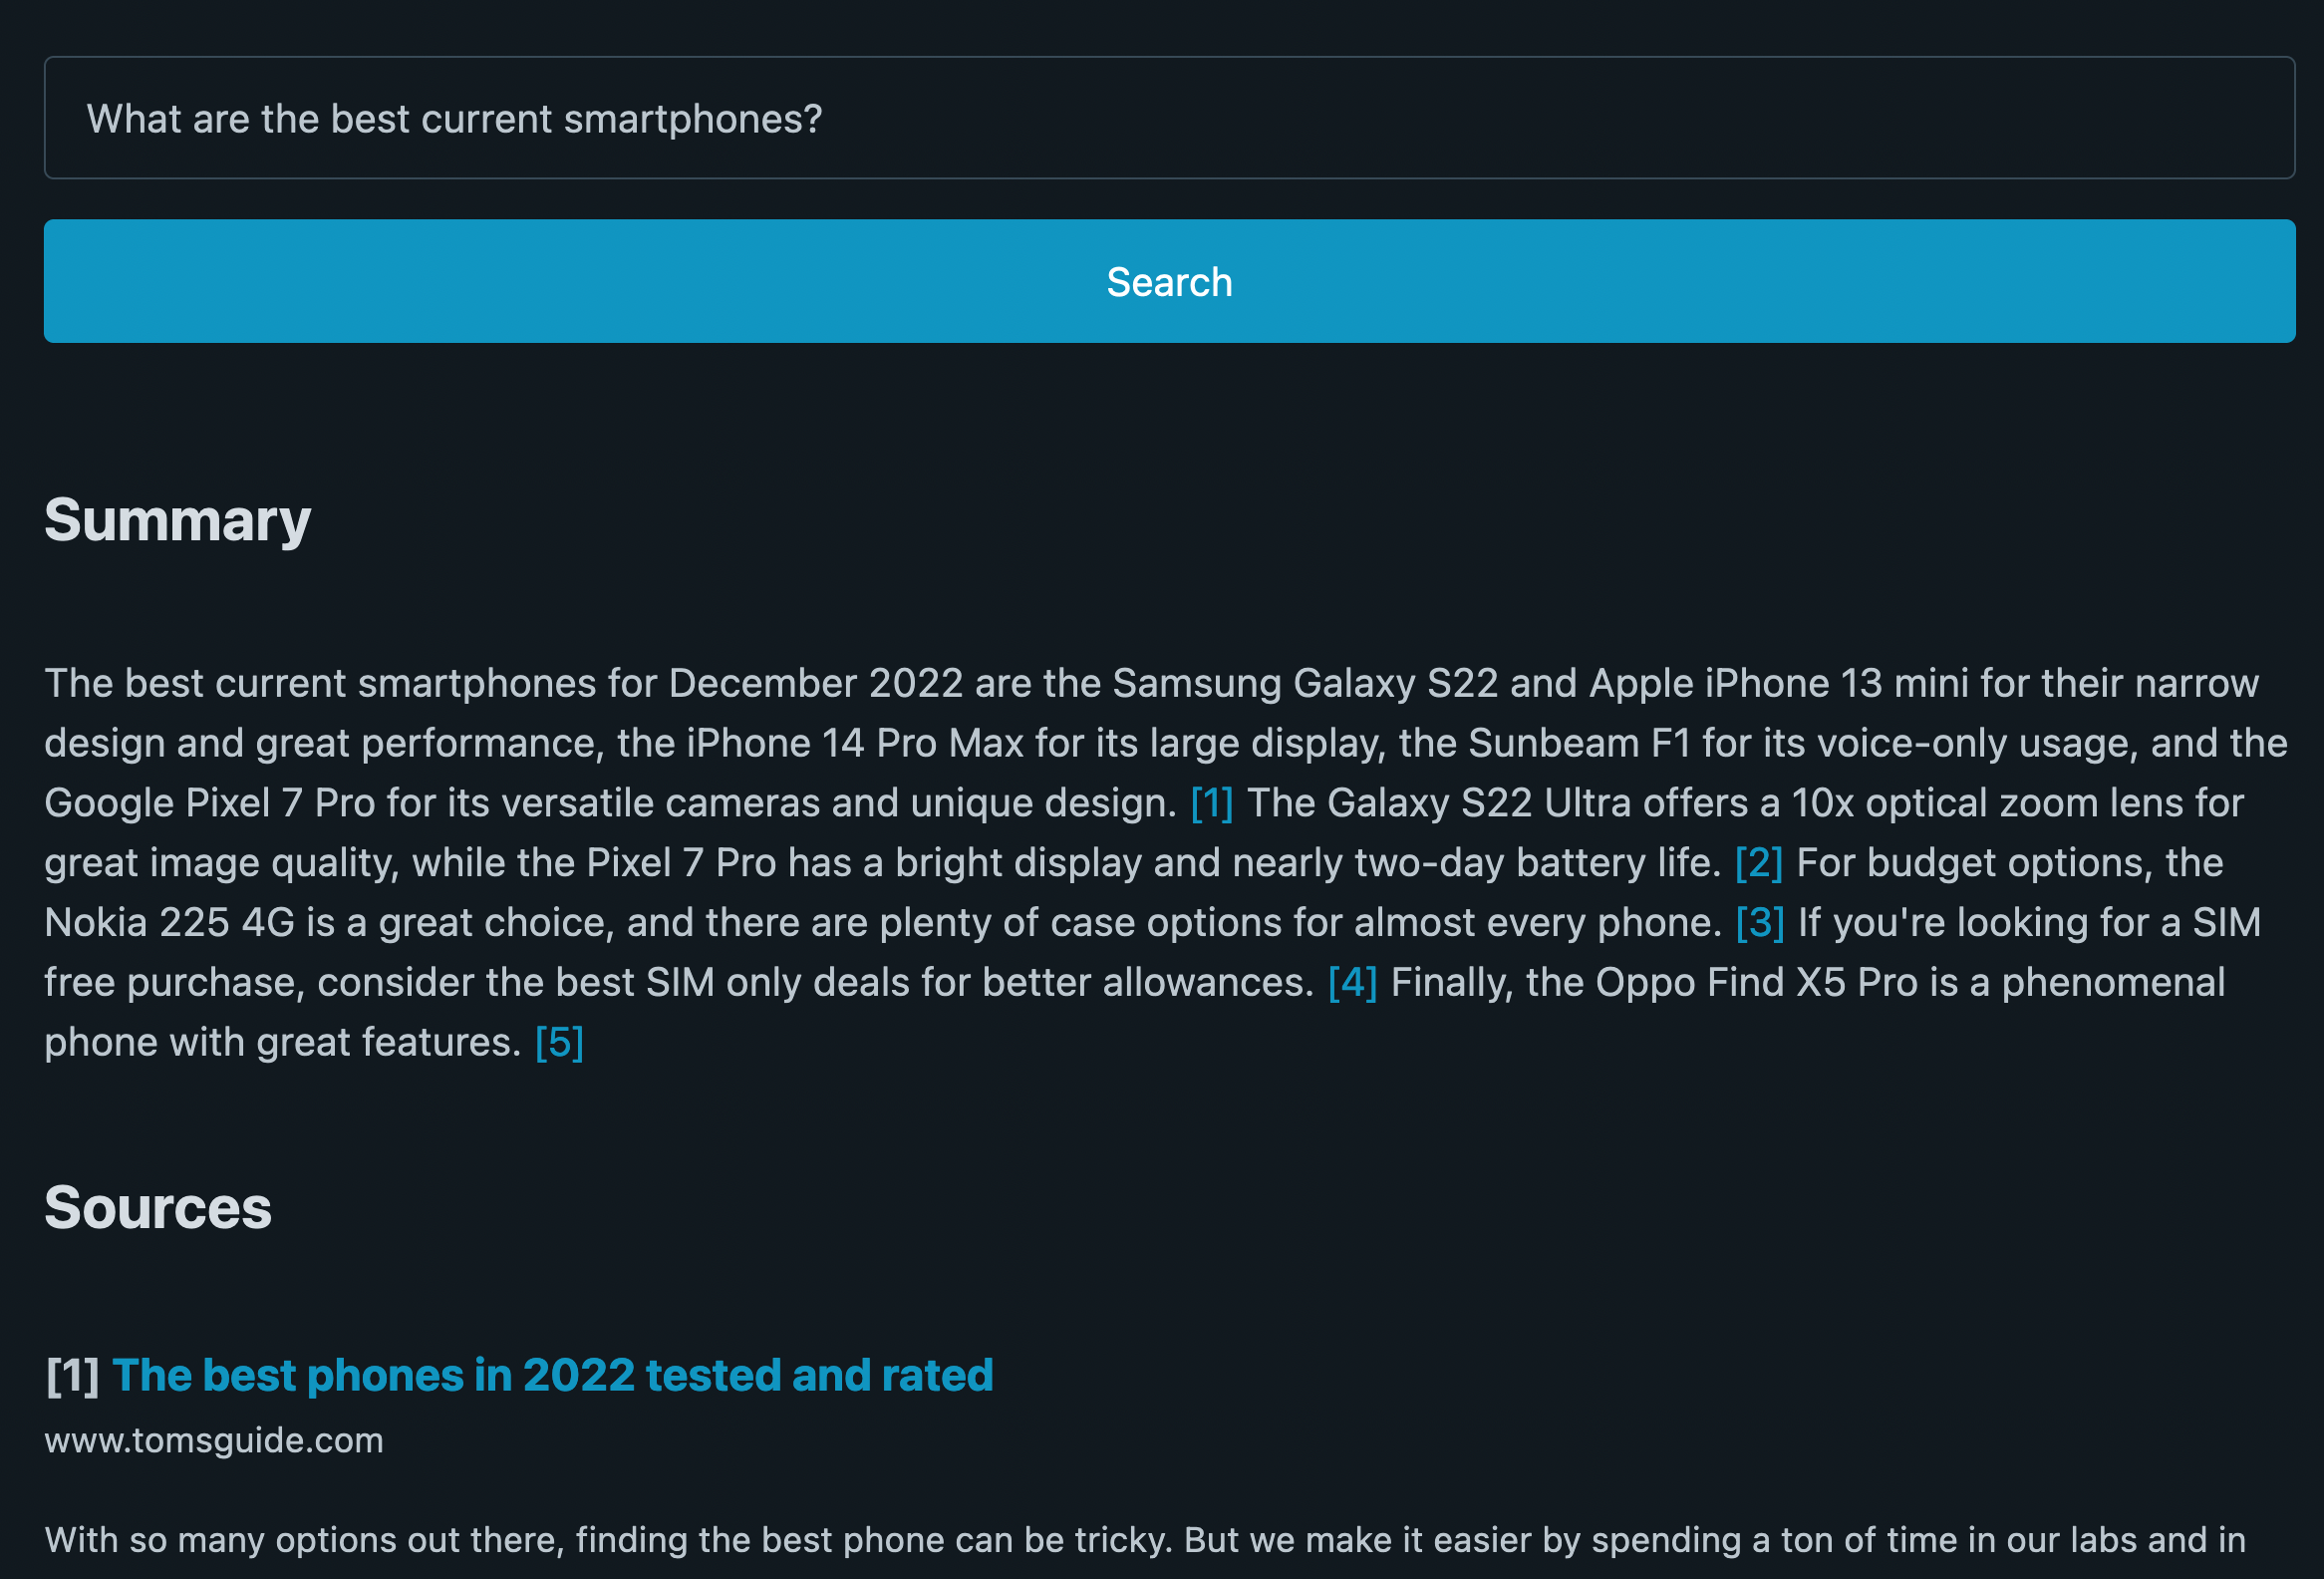 What are the best current smartphones?
Search
Summary
The best current smartphones for December 2022 are the Samsung Galaxy S22 and Apple iPhone 13 mini for their narrow
design and great performance, the iPhone 14 Pro Max for its large display, the Sunbeam F1 for its voice-only usage, and the
Google Pixel 7 Pro for its versatile cameras and unique design. [1] The Galaxy S22 Ultra offers a 10x optical zoom lens for
great image quality, while the Pixel 7 Pro has a bright display and nearly two-day battery life. [2] For budget options, the
Nokia 225 4G is a great choice, and there are plenty of case options for almost every phone. [3] If you're looking for a SIM
free purchase, consider the best SIM only deals for better allowances. [4] Finally, the Oppo Find X5 Pro is a phenomenal
phone with great features. [5]
Sources
[1] The best phones in 2022 tested and rated
www.tomsguide.com
With so many options out there, finding the best phone can be tricky. But we make it easier by spending a ton of time in our labs and in